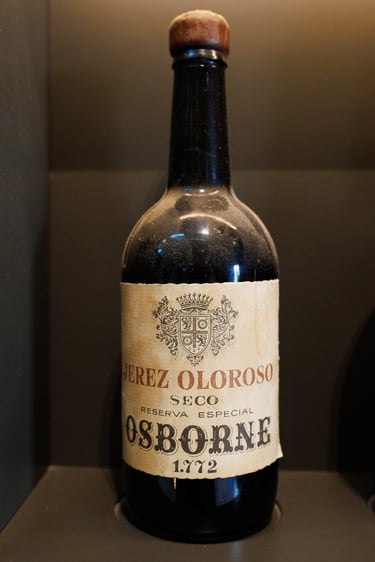 JEREZ OLOROSO
SECO
RESERVA ESPECIAL
OSBORNE
1.772